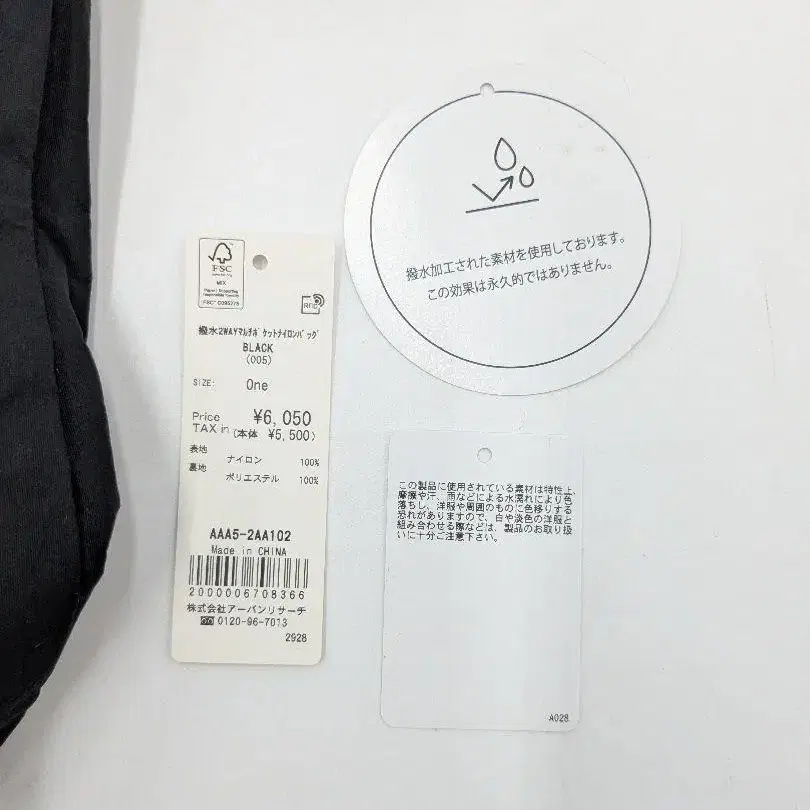 FSC
MIX
FSC® C095275
RFID
撥水2WAYマルチポケットナイロンバッグ
BLACK
(005)
SIZE: One
Price ¥6,050
TAX in (本体 ¥5,500)
表地
ナイロン 100%
裏地
ポリエステル 100%
AAA5-2AA102
Made in CHINA
2000006708366
株式会社アーバンリサーチ
0120-96-7013
2928
撥水加工された素材を使用しております。
この効果は永久的ではありません。
この製品に使用されている素材は特性上、
摩擦や汗、雨などによる水濡れにより色
落ちし、洋服や周囲のものに色移りする
恐れがありますので、白や淡色の洋服と
組み合わせる際などは、製品のお取り扱
いに十分ご注意下さい。
A028